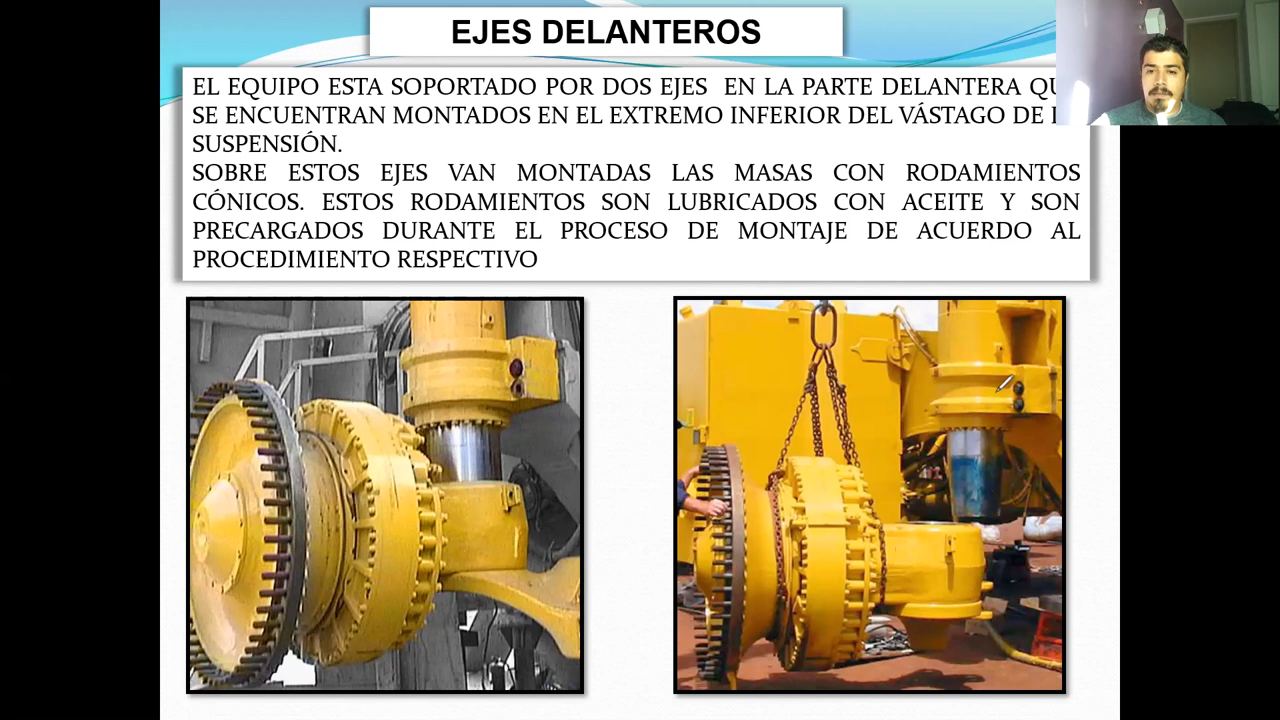 EJES DELANTEROS
EL EQUIPO ESTA SOPORTADO POR DOS EJES EN LA PARTE DELANTERA
SE ENCUENTRAN MONTADOS EN EL EXTREMO INFERIOR DEL VÁSTAGO DE
SUSPENSIÓN.
SOBRE ESTOS EJES VAN MONTADAS LAS MASAS CON RODAMIENTOS
CÓNICOS. ESTOS RODAMIENTOS SON LUBRICADOS CON ACEITE Y SON
PRECARGADOS DURANTE EL PROCESO DE MONTAJE DE ACUERDO AL
PROCEDIMIENTO RESPECTIVO